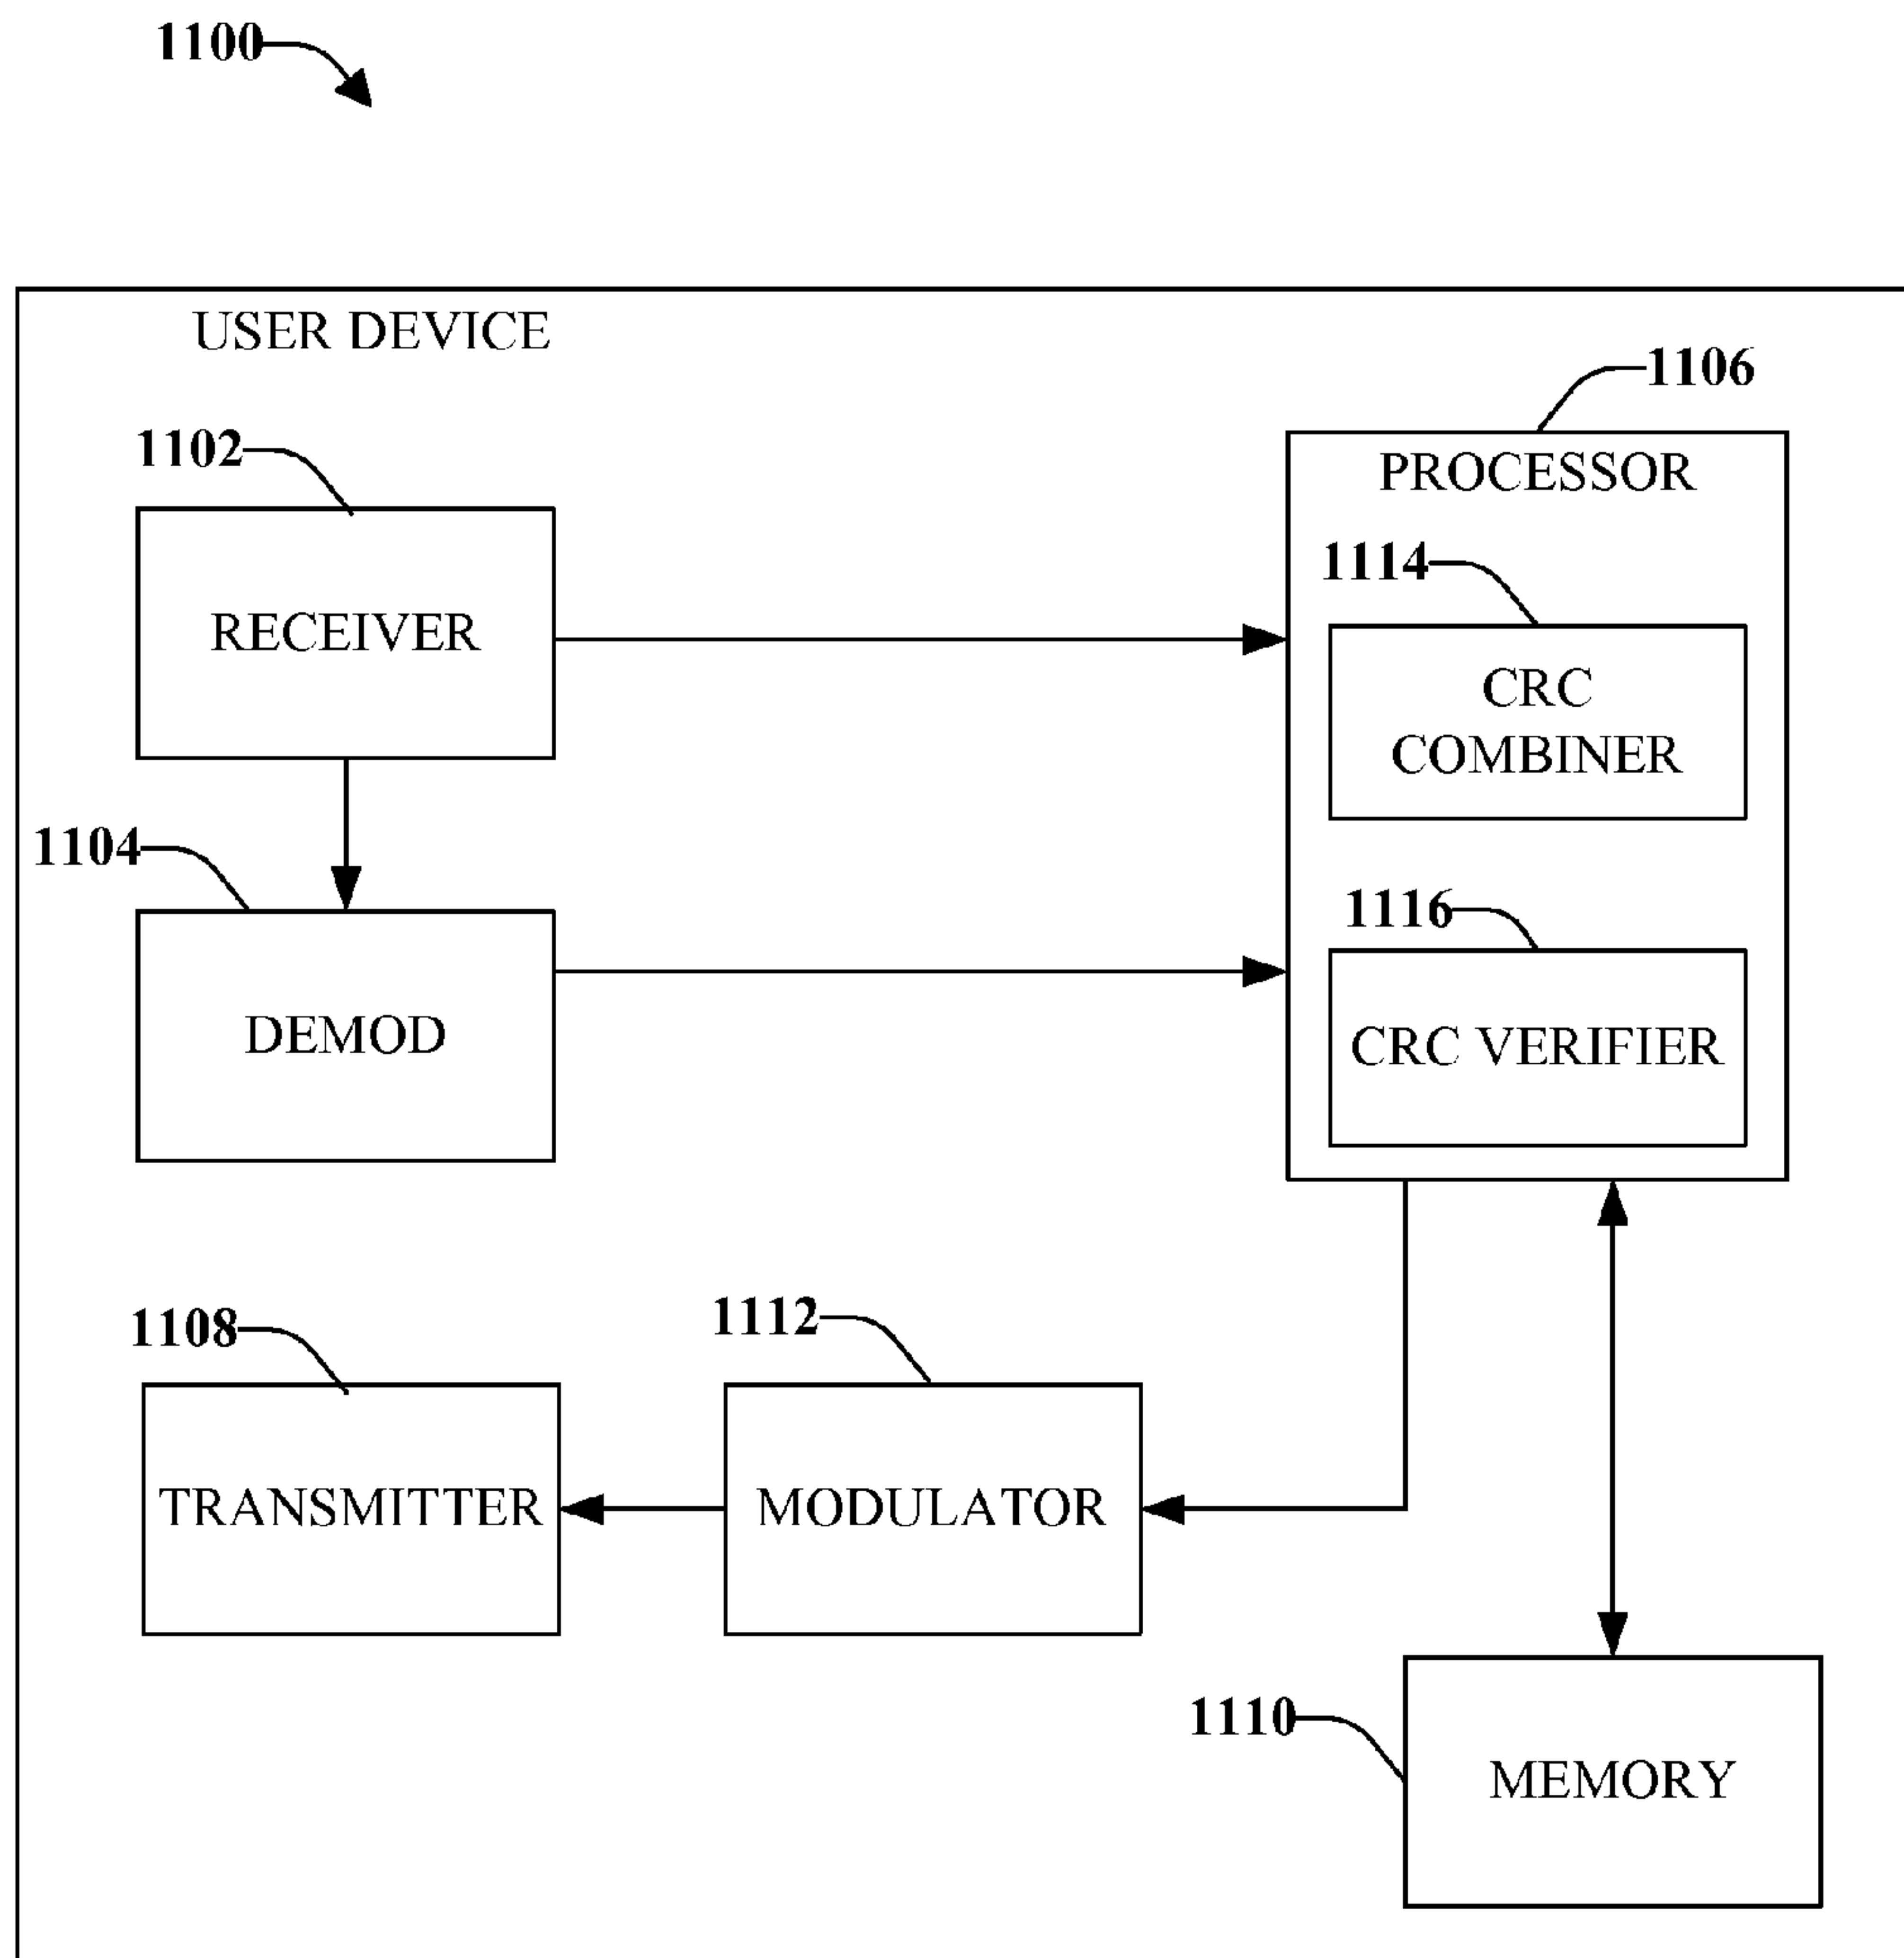 1100
USER DEVICE
1106
1102
PROCESSOR
1114
RECEIVER
CRC
COMBINER
1104
1116
DEMOD
CRC VERIFIER
1108
1112
TRANSMITTER
MODULATOR
1110
MEMORY